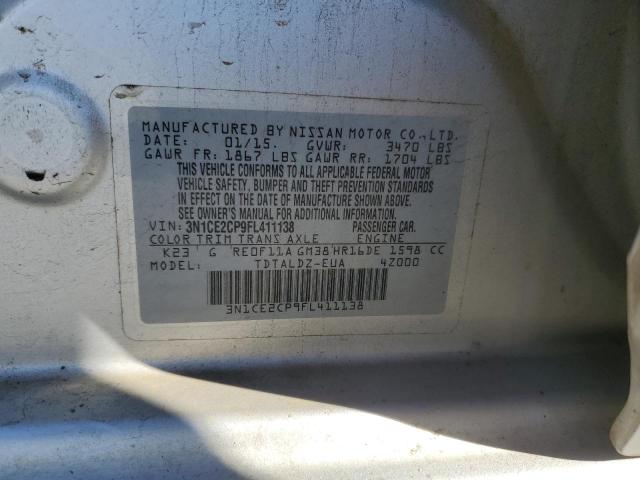 MANUFACTURED BY NISSAN MOTOR CO.,LTD.
DATE: 01/15. GVWR: 3470 LBS
GAWR FR: 1867 LBS GAWR RR: 1704 LBS
THIS VEHICLE CONFORMS TO ALL APPLICABLE FEDERAL MOTOR
VEHICLE SAFETY, BUMPER AND THEFT PREVENTION STANDARDS
IN EFFECT ON THE DATE OF MANUFACTURE SHOWN ABOVE.
SEE OWNER'S MANUAL FOR ADDITIONAL INFORMATION.
VIN: 3N1CE2CP9FL411138 PASSENGER CAR.
COLOR TRIM TRANS AXLE ENGINE
K23 G RE0F11A GM38 HR16DE 1598 CC
MODEL: TDTALDZ-EUA 4Z000
3N1CE2CP9FL411138